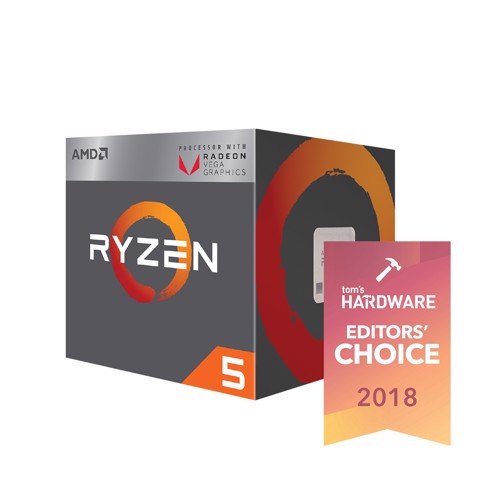 AMD
PROCESSOR WITH
RADEON
VEGA
GRAPHICS
RYZEN
5
tom's
HARDWARE
EDITORS'
CHOICE
2018